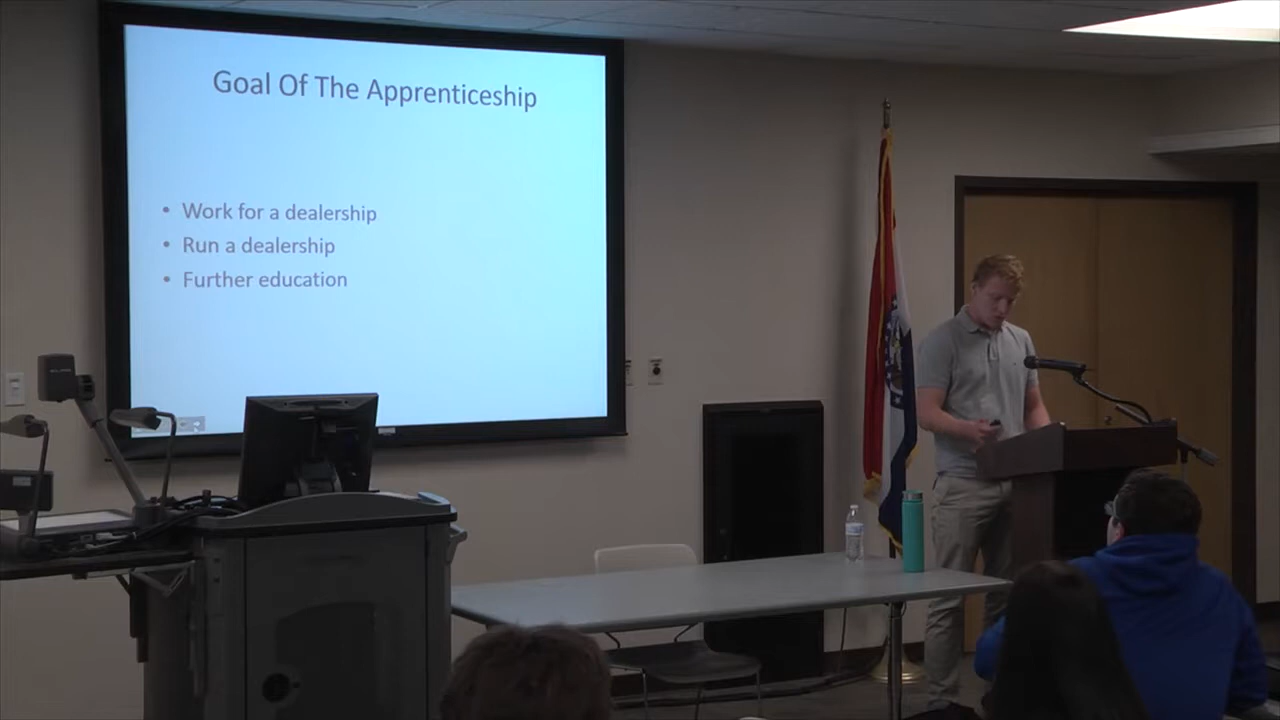 Goal Of The Apprenticeship
• Work for a dealership
• Run a dealership
• Further education